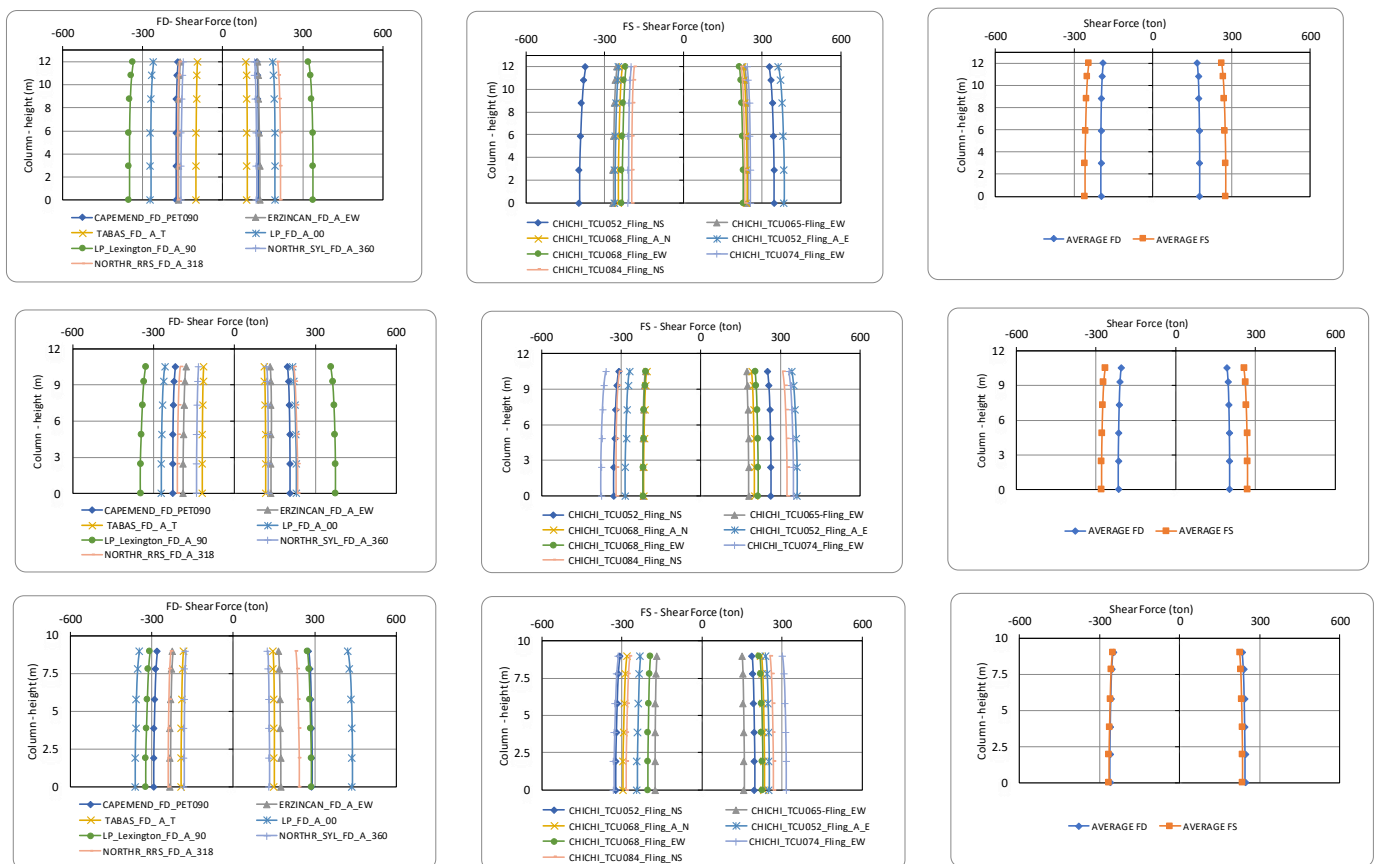 FD- Shear Force (ton)
-600 -300 0 300 600
Column - height (m)
12
10
8
6
4
2
0
CAPEMEND_FD_PET090 ERZINCAN_FD_A_EW
TABAS_FD_A_T LP_FD_A_00
LP_Lexington_FD_A_90 NORTHR_SYL_FD_A_360
NORTHR_RRS_FD_A_318
FS - Shear Force (ton)
-600 -300 0 300 600
Column - height (m)
12
10
8
6
4
2
0
CHICHI_TCU052_Fling_NS CHICHI_TCU065-Fling_EW
CHICHI_TCU068_Fling_A_N CHICHI_TCU052_Fling_A_E
CHICHI_TCU068_Fling_EW CHICHI_TCU074_Fling_EW
CHICHI_TCU084_Fling_NS
Shear Force (ton)
-600 -300 0 300 600
Column - height (m)
12
10
8
6
4
2
0
AVERAGE FD AVERAGE FS
FD- Shear Force (ton)
-600 -300 0 300 600
Column - height (m)
12
9
6
3
0
CAPEMEND_FD_PET090 ERZINCAN_FD_A_EW
TABAS_FD_A_T LP_FD_A_00
LP_Lexington_FD_A_90 NORTHR_SYL_FD_A_360
NORTHR_RRS_FD_A_318
FS - Shear Force (ton)
-600 -300 0 300 600
Column - height (m)
12
9
6
3
0
CHICHI_TCU052_Fling_NS CHICHI_TCU065-Fling_EW
CHICHI_TCU068_Fling_A_N CHICHI_TCU052_Fling_A_E
CHICHI_TCU068_Fling_EW CHICHI_TCU074_Fling_EW
CHICHI_TCU084_Fling_NS
Shear Force (ton)
-600 -300 0 300 600
Column - height (m)
12
9
6
3
0
AVERAGE FD AVERAGE FS
FD- Shear Force (ton)
-600 -300 0 300 600
Column - height (m)
10
7.5
5
2.5
0
CAPEMEND_FD_PET090 ERZINCAN_FD_A_EW
TABAS_FD_A_T LP_FD_A_00
LP_Lexington_FD_A_90 NORTHR_SYL_FD_A_360
NORTHR_RRS_FD_A_318
FS - Shear Force (ton)
-600 -300 0 300 600
Column - height (m)
10
7.5
5
2.5
0
CHICHI_TCU052_Fling_NS CHICHI_TCU065-Fling_EW
CHICHI_TCU068_Fling_A_N CHICHI_TCU052_Fling_A_E
CHICHI_TCU068_Fling_EW CHICHI_TCU074_Fling_EW
CHICHI_TCU084_Fling_NS
Shear Force (ton)
-600 -300 0 300 600
Column - height (m)
10
7.5
5
2.5
0
AVERAGE FD AVERAGE FS